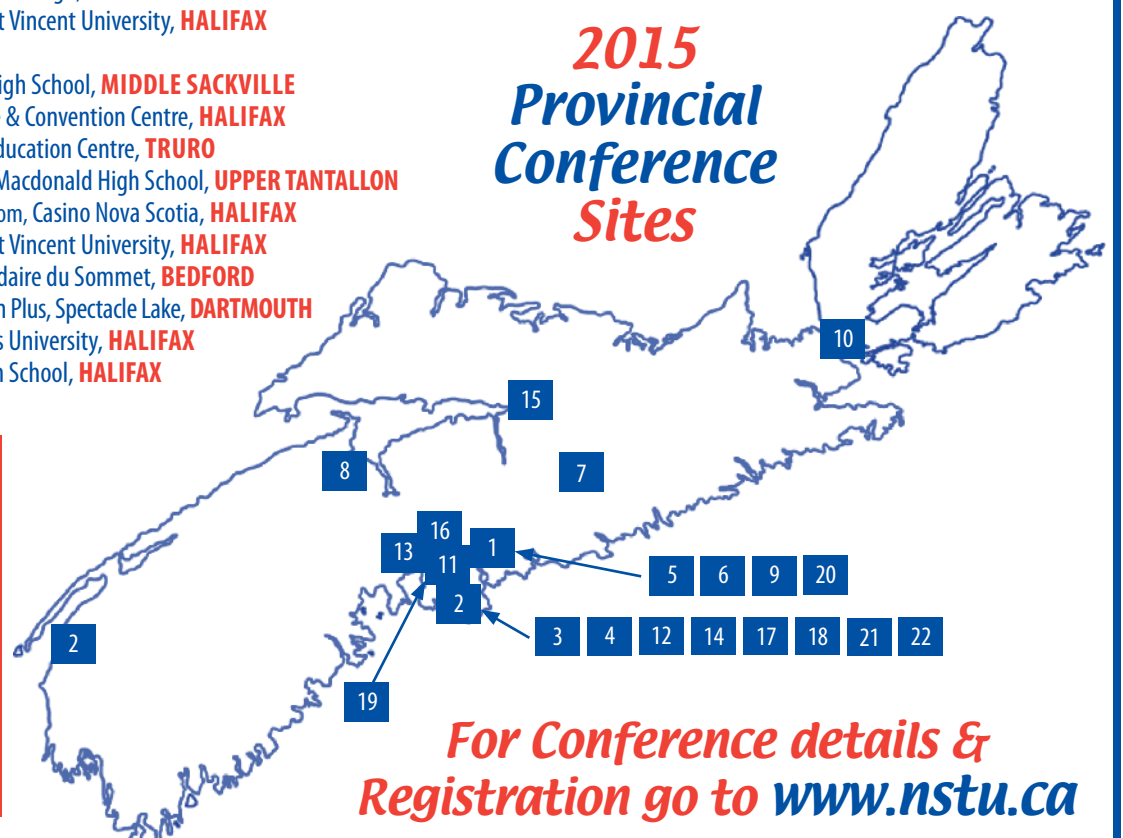 t Vincent University, HALIFAX
igh School, MIDDLE SACKVILLE
& Convention Centre, HALIFAX
ducation Centre, TRURO
Macdonald High School, UPPER TANTALLON
om, Casino Nova Scotia, HALIFAX
t Vincent University, HALIFAX
daire du Sommet, BEDFORD
n Plus, Spectacle Lake, DARTMOUTH
s University, HALIFAX
h School, HALIFAX
2015
Provincial
Conference
Sites
10
15
8
7
16
13
1
11
5 6 9 20
2
3 4 12 14 17 18 21 22
2
19
For Conference details &
Registration go to www.nstu.ca